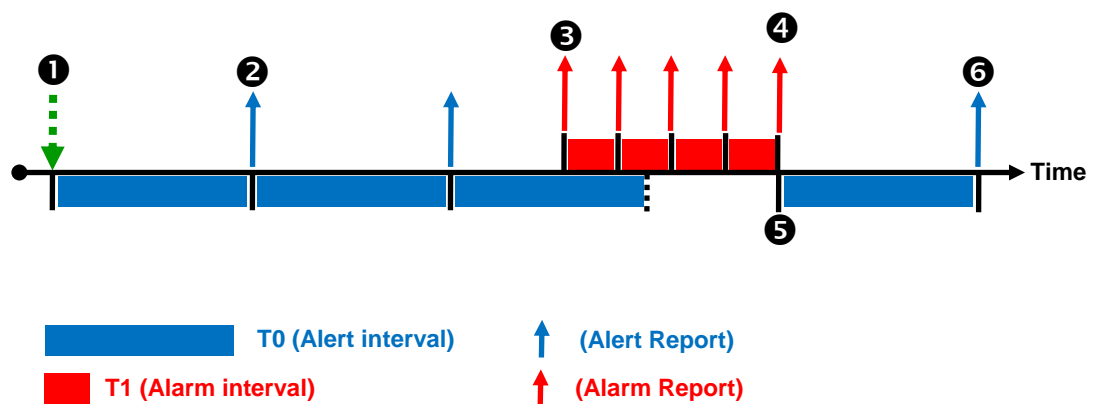 ❸ ❹
❶ ❷ ❻
Time
❺
T0 (Alert interval) (Alert Report)
T1 (Alarm interval) (Alarm Report)